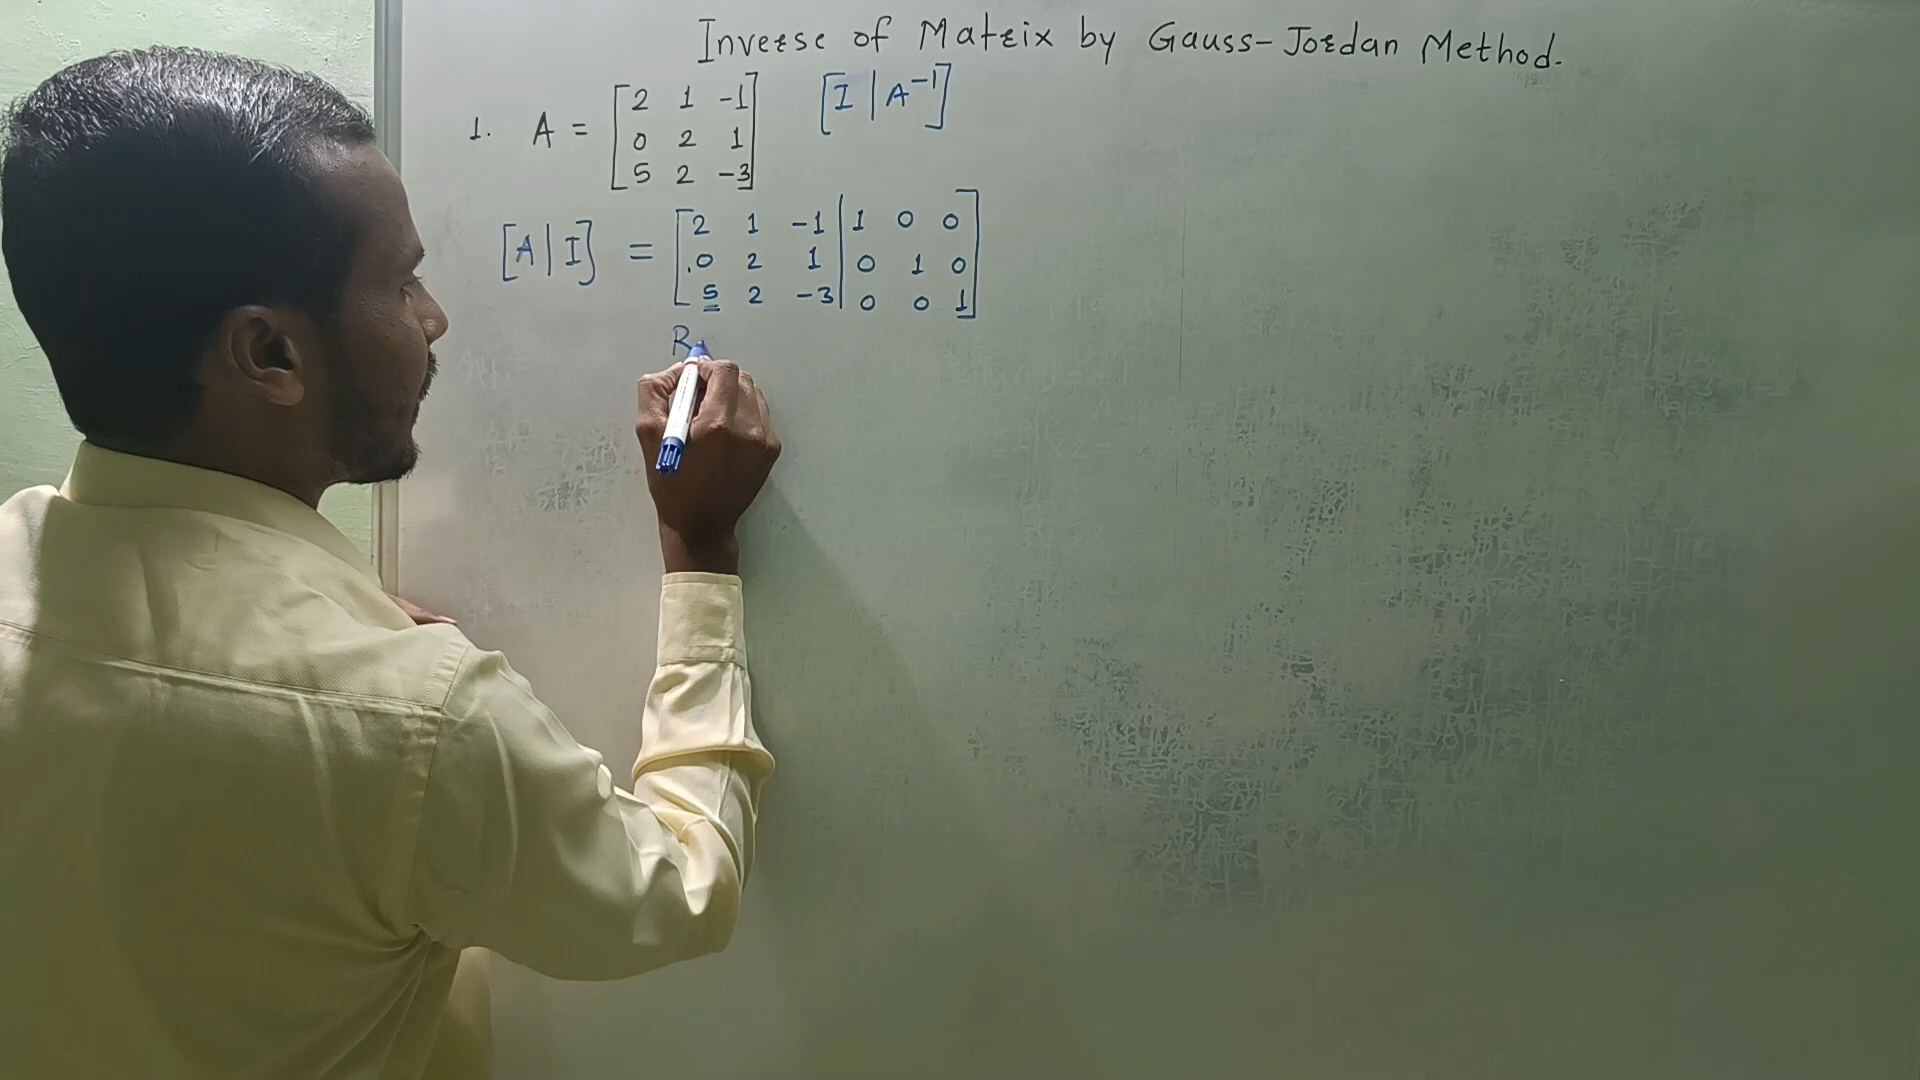 Inverse of Matrix by Gauss-Jordan Method.
1. A = [2 1 -1 [I | A⁻¹]
0 2 1
5 2 -3]
[A | I] = [2 1 -1 | 1 0 0
0 2 1 | 0 1 0
5 2 -3 | 0 0 1]
R